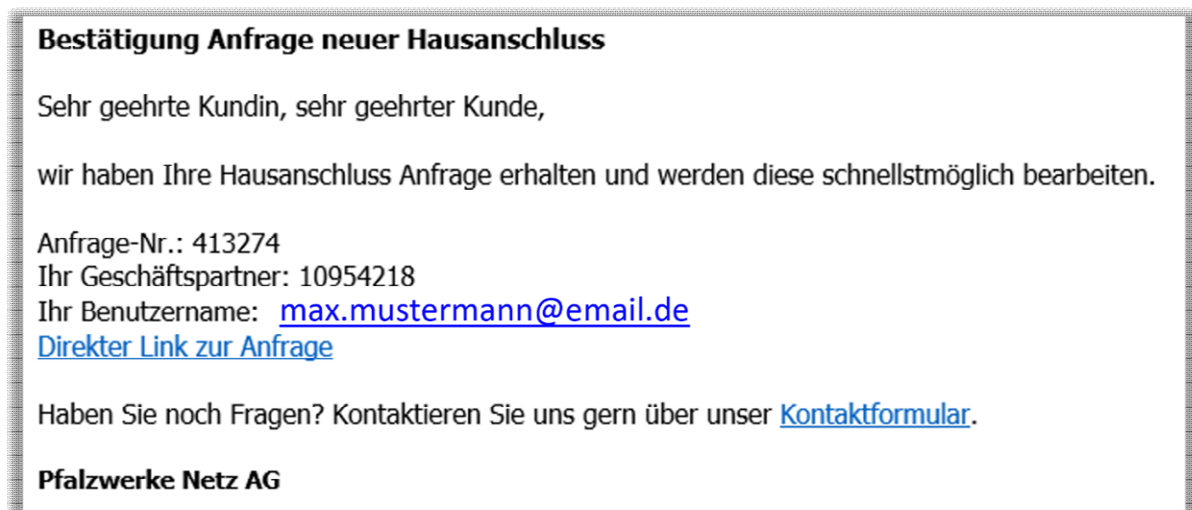 Bestätigung Anfrage neuer Hausanschluss
Sehr geehrte Kundin, sehr geehrter Kunde,
wir haben Ihre Hausanschluss Anfrage erhalten und werden diese schnellstmöglich bearbeiten.
Anfrage-Nr.: 413274
Ihr Geschäftspartner: 10954218
Ihr Benutzername: max.mustermann@email.de
Direkter Link zur Anfrage
Haben Sie noch Fragen? Kontaktieren Sie uns gern über unser Kontaktformular.
Pfalzwerke Netz AG